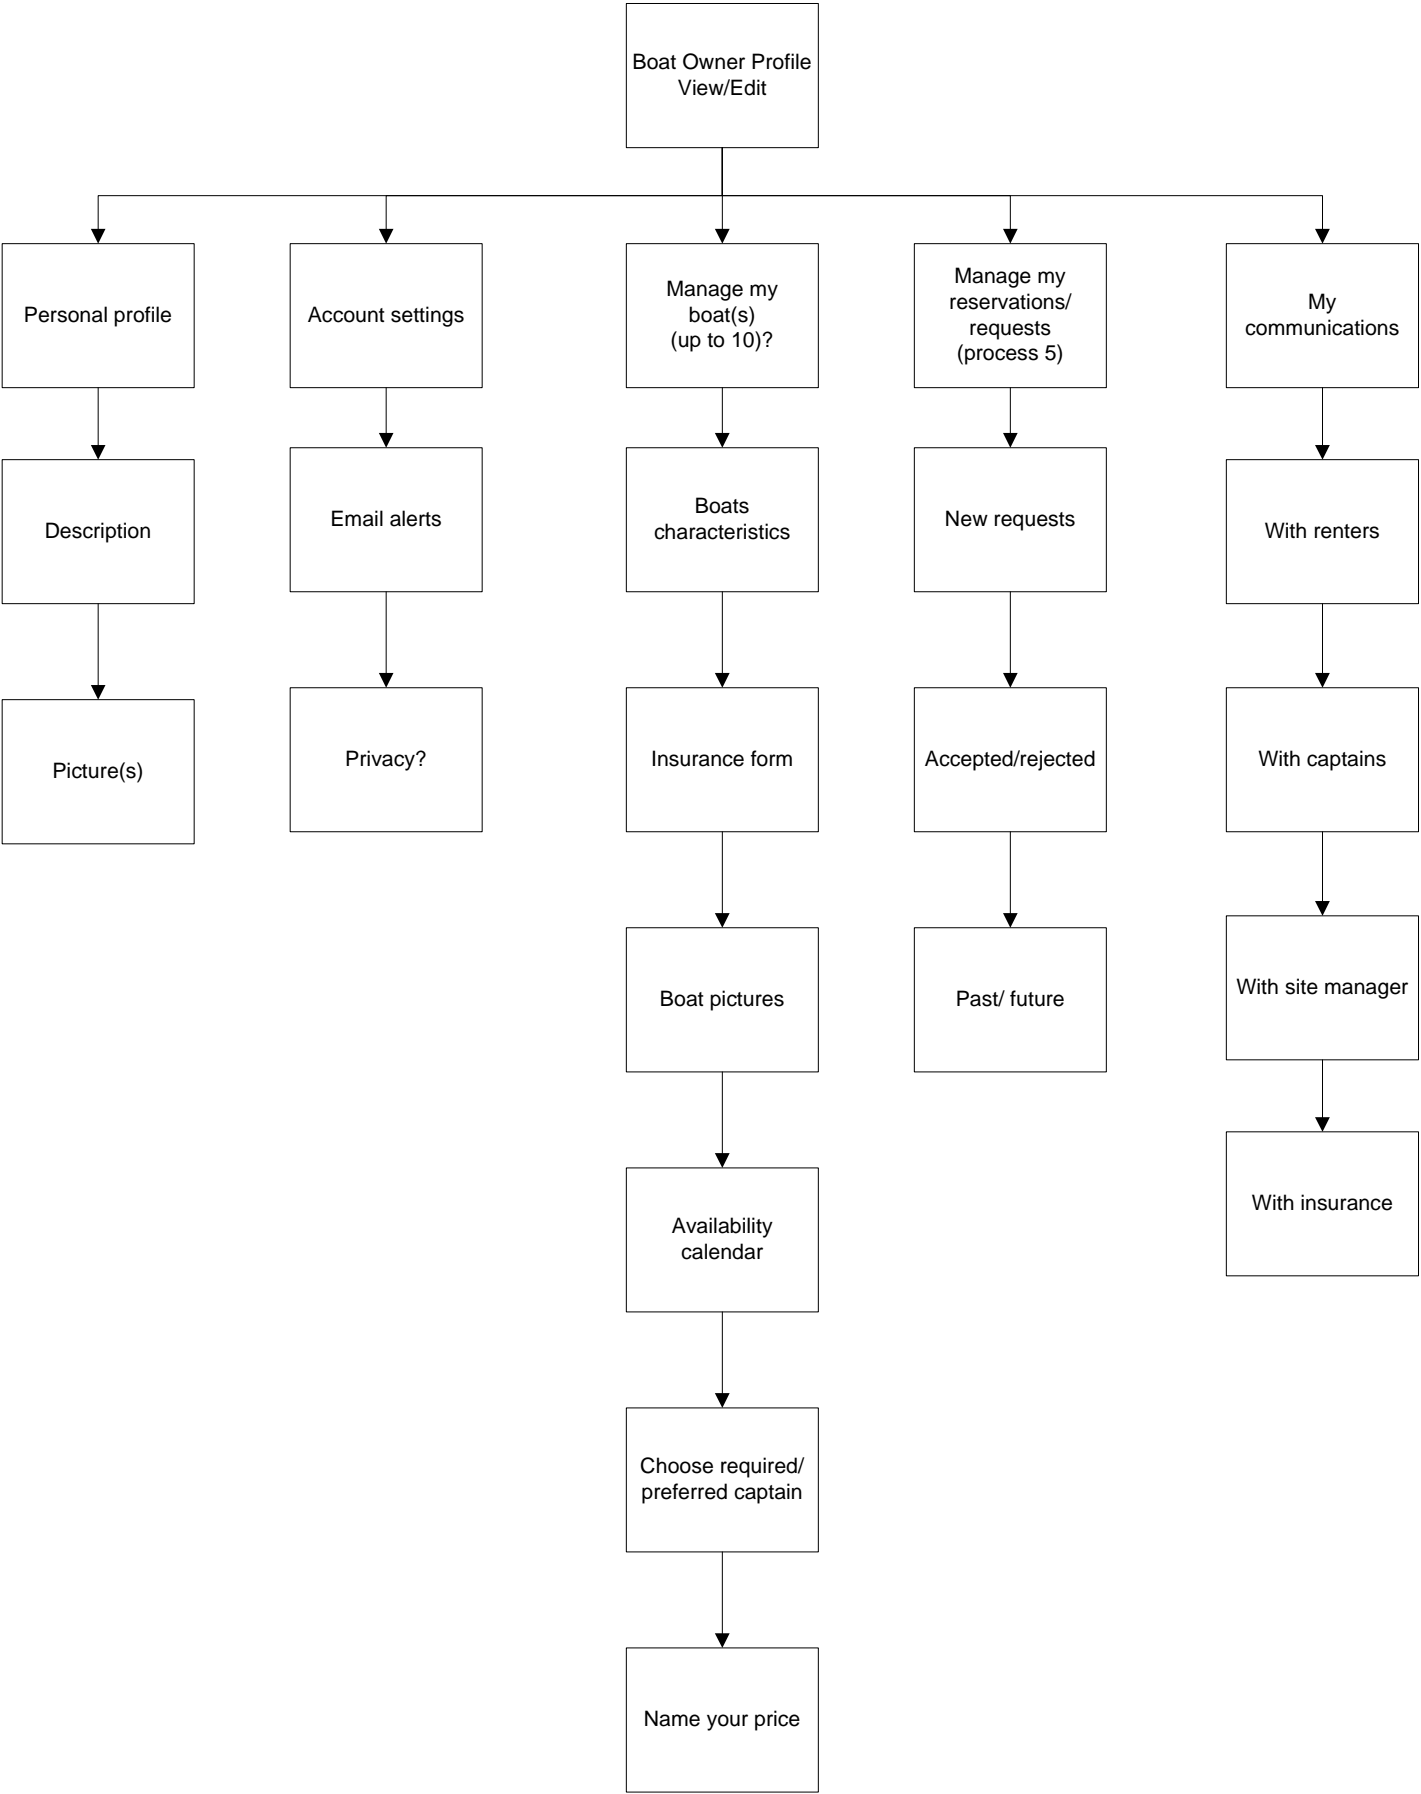 Boat Owner Profile
View/Edit
Personal profile
Account settings
Manage my
boat(s)
(up to 10)?
Manage my
reservations/
requests
(process 5)
My
communications
Description
Email alerts
Boats
characteristics
New requests
With renters
Picture(s)
Privacy?
Insurance form
Accepted/rejected
With captains
Boat pictures
Past/ future
With site manager
Availability
calendar
With insurance
Choose required/
preferred captain
Name your price